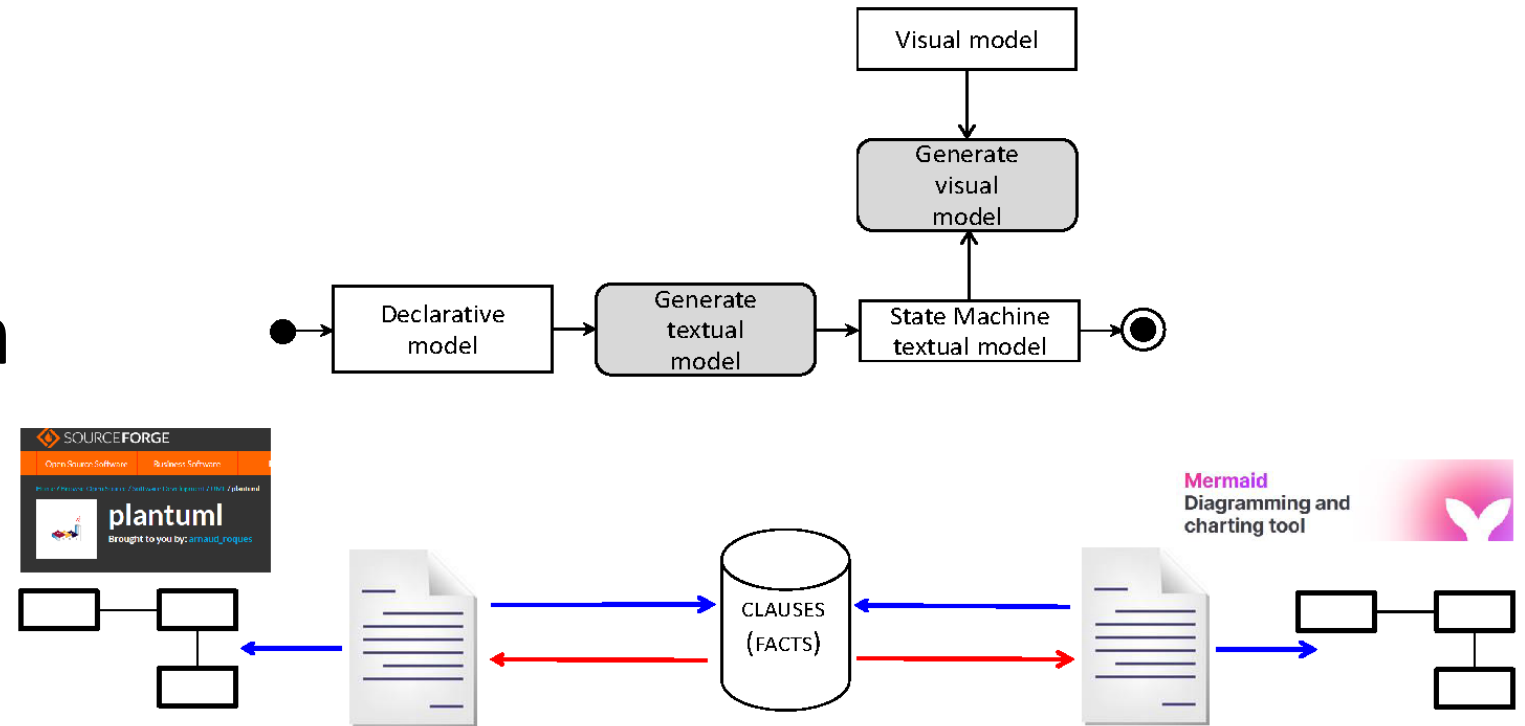 Visual model
Generate
visual
model
Declarative
model
Generate
textual
model
State Machine
textual model
n
SOURCEFORGE
Open Source Software Business Software
/ plantuml
plantuml
Brought to you by: arnaud_roques
Mermaid
Diagramming and
charting tool
CLAUSES
(FACTS)